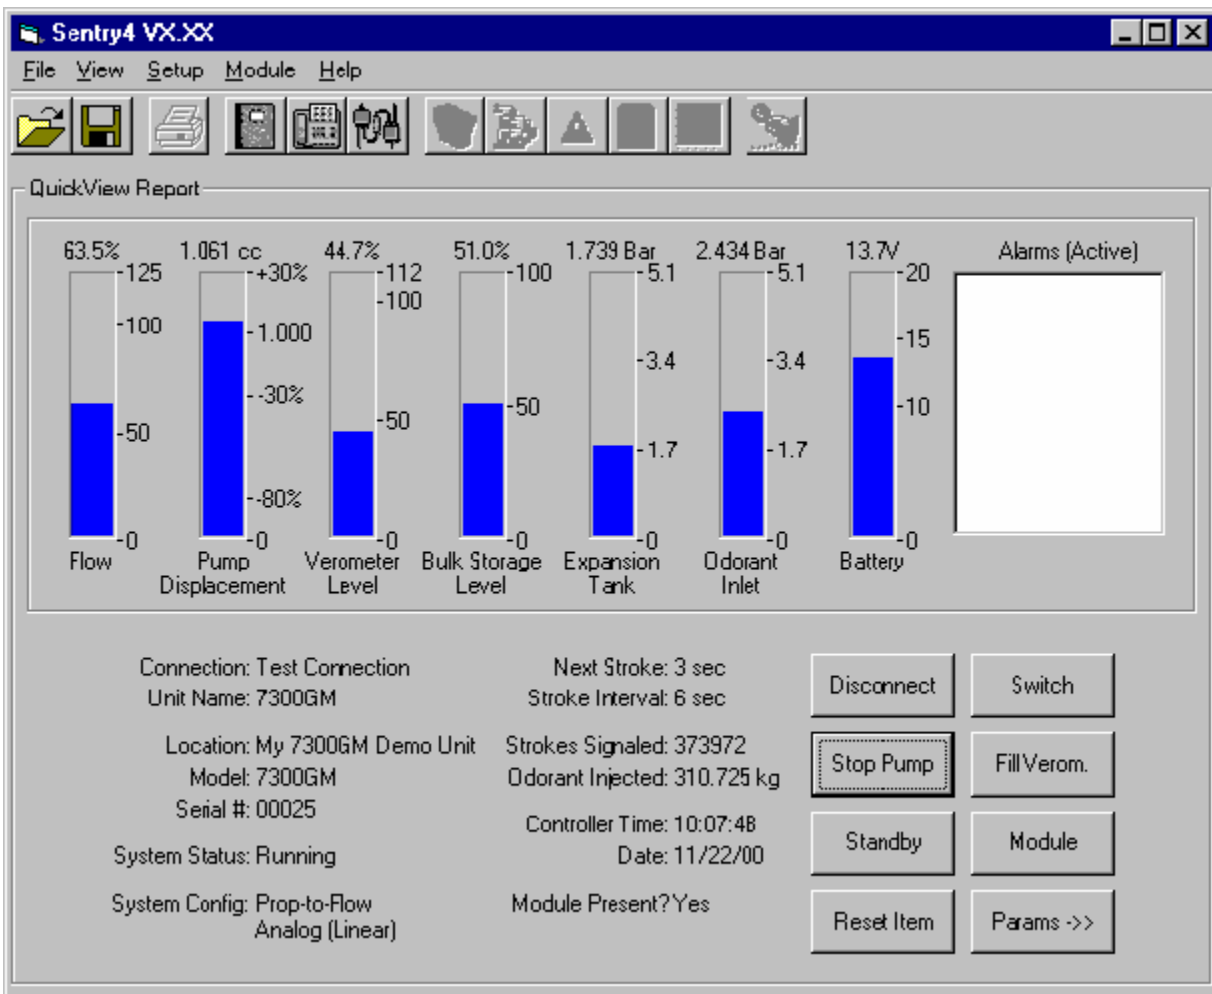 Sentry4 VX.XX
File View Setup Module Help
QuickView Report
63.5% 1.061 cc 44.7% 51.0% 1.739 Bar 2.434 Bar 13.7V Alarms (Active)
-125 -+30% -112 -100 -5.1 -5.1 -20
-100
-100 -1.000 -15
-3.4 -3.4
--30% -50 -10
-50 -50
-1.7 -1.7
--80%
-0 -0 -0 -0 -0 -0 -0
Flow Pump Verometer Bulk Storage Expansion Odorant Battery
Displacement Level Level Tank Inlet
Connection: Test Connection
Unit Name: 7300GM
Location: My 7300GM Demo Unit
Model: 7300GM
Serial #: 00025
System Status: Running
System Config: Prop-to-Flow
Analog (Linear)
Next Stroke: 3 sec
Stroke Interval: 6 sec
Strokes Signaled: 373972
Odorant Injected: 310.725 kg
Controller Time: 10:07:48
Date: 11/22/00
Module Present? Yes
Disconnect Switch
Stop Pump Fill Verom.
Standby Module
Reset Item Params ->>